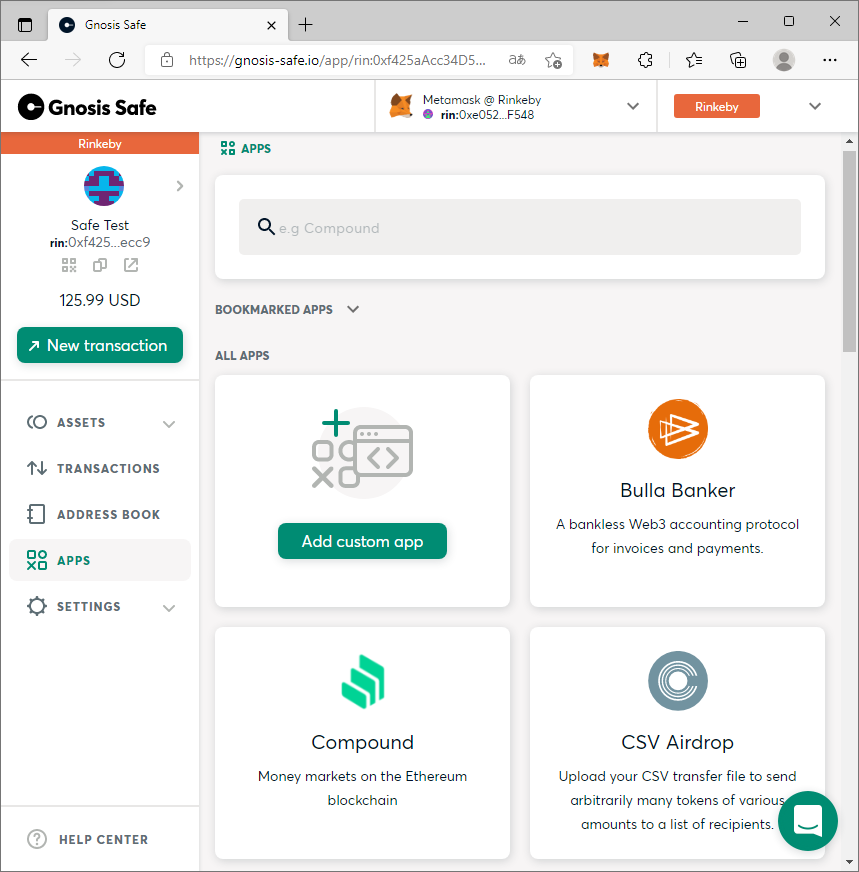 Gnosis Safe
https://gnosis-safe.io/app/rin:0xf425aAcc34D5...
aあ
Gnosis Safe
Metamask @ Rinkeby
rin:0xe052...F548
Rinkeby
Rinkeby
Safe Test
rin:0xf425...ecc9
125.99 USD
New transaction
ASSETS
TRANSACTIONS
ADDRESS BOOK
APPS
SETTINGS
HELP CENTER
APPS
e.g Compound
BOOKMARKED APPS
ALL APPS
Add custom app
Bulla Banker
A bankless Web3 accounting protocol
for invoices and payments.
Compound
Money markets on the Ethereum
blockchain
CSV Airdrop
Upload your CSV transfer file to send
arbitrarily many tokens of various
amounts to a list of recipients.